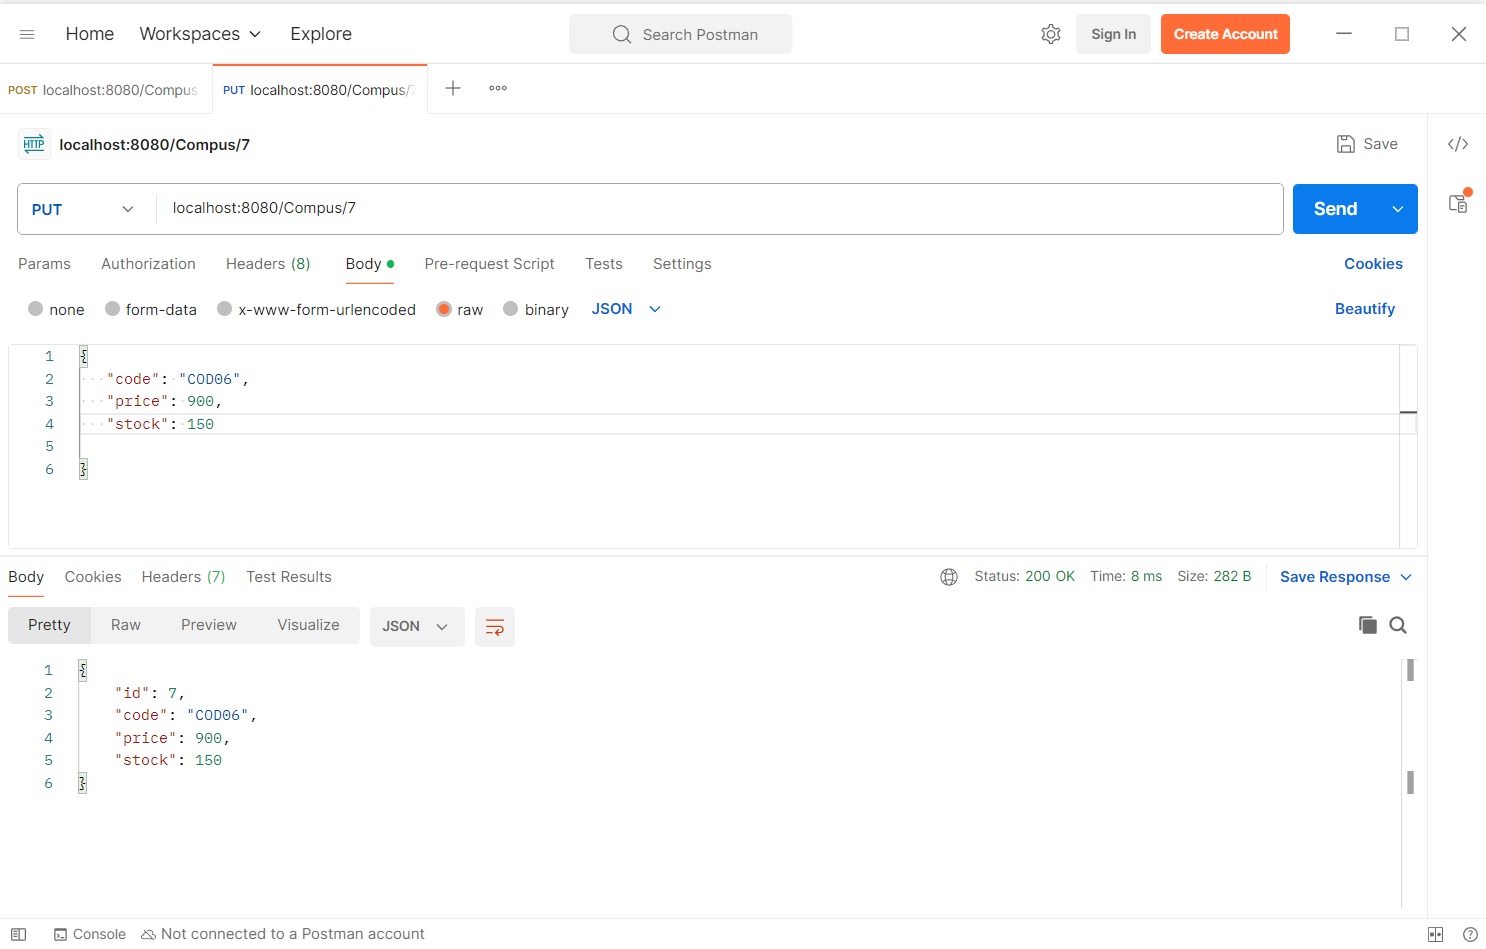 Home Workspaces Explore Search Postman Sign In Create Account
POST localhost:8080/Compus PUT localhost:8080/Compus/7
HTTP localhost:8080/Compus/7 Save
PUT localhost:8080/Compus/7 Send
Params Authorization Headers (8) Body Pre-request Script Tests Settings Cookies
none form-data x-www-form-urlencoded raw binary JSON Beautify
1 {
2 "code": "COD06",
3 "price": 900,
4 "stock": 150
5
6 }
Body Cookies Headers (7) Test Results Status: 200 OK Time: 8 ms Size: 282 B Save Response
Pretty Raw Preview Visualize JSON
1 {
2 "id": 7,
3 "code": "COD06",
4 "price": 900,
5 "stock": 150
6 }
Console Not connected to a Postman account